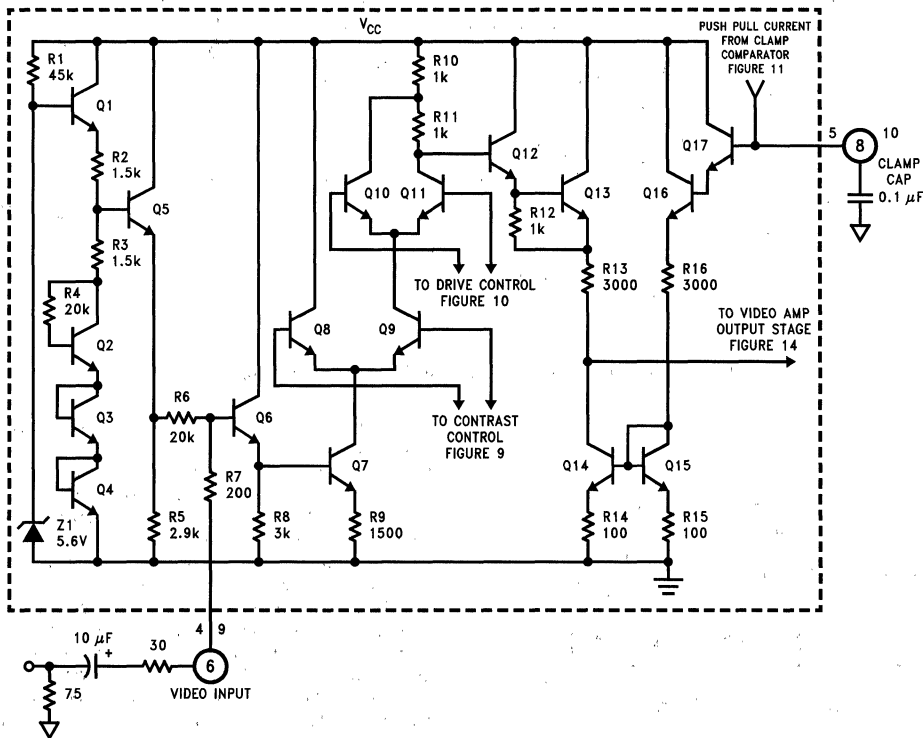 VCC
PUSH PULL CURRENT
FROM CLAMP
COMPARATOR
FIGURE 11
R1
45k
Q1
R2
1.5k
Q5
R3
1.5k
R4
20k
Q2
Q3
Q4
Z1
5.6V
R5
2.9k
R6
20k
R7
200
Q6
R8
3k
Q7
R9
1500
Q8
Q9
TO CONTRAST
CONTROL
FIGURE 9
R10
1k
R11
1k
Q10
Q11
TO DRIVE CONTROL
FIGURE 10
Q12
R12
1k
Q13
R13
3000
Q16
Q17
R16
3000
5
8
10
CLAMP
CAP
0.1 μF
TO VIDEO AMP
OUTPUT STAGE
FIGURE 14
Q14
Q15
R14
100
R15
100
4
9
6
VIDEO INPUT
10 μF
+
30
75